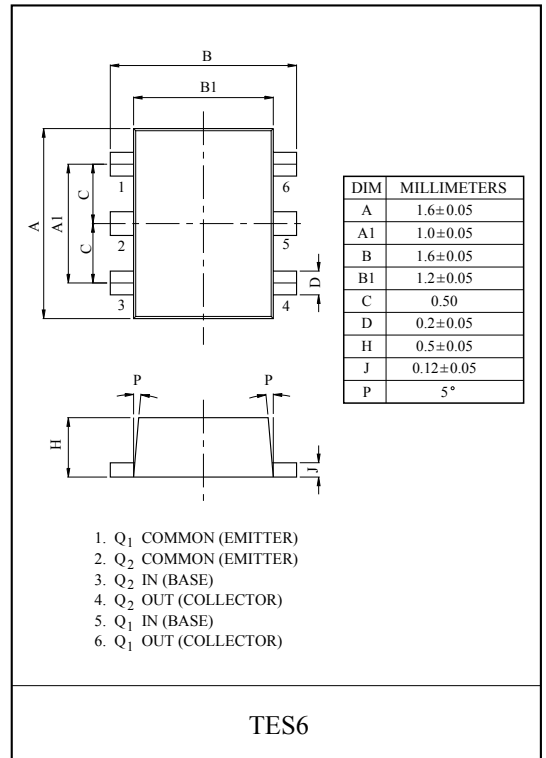 B
B1
A
A1
C
C
1
2
3
6
5
4
D
DIM MILLIMETERS
A 1.6±0.05
A1 1.0±0.05
B 1.6±0.05
B1 1.2±0.05
C 0.50
D 0.2±0.05
H 0.5±0.05
J 0.12±0.05
P 5°
P P
H
J
1. Q1 COMMON (EMITTER)
2. Q2 COMMON (EMITTER)
3. Q2 IN (BASE)
4. Q2 OUT (COLLECTOR)
5. Q1 IN (BASE)
6. Q1 OUT (COLLECTOR)
TES6